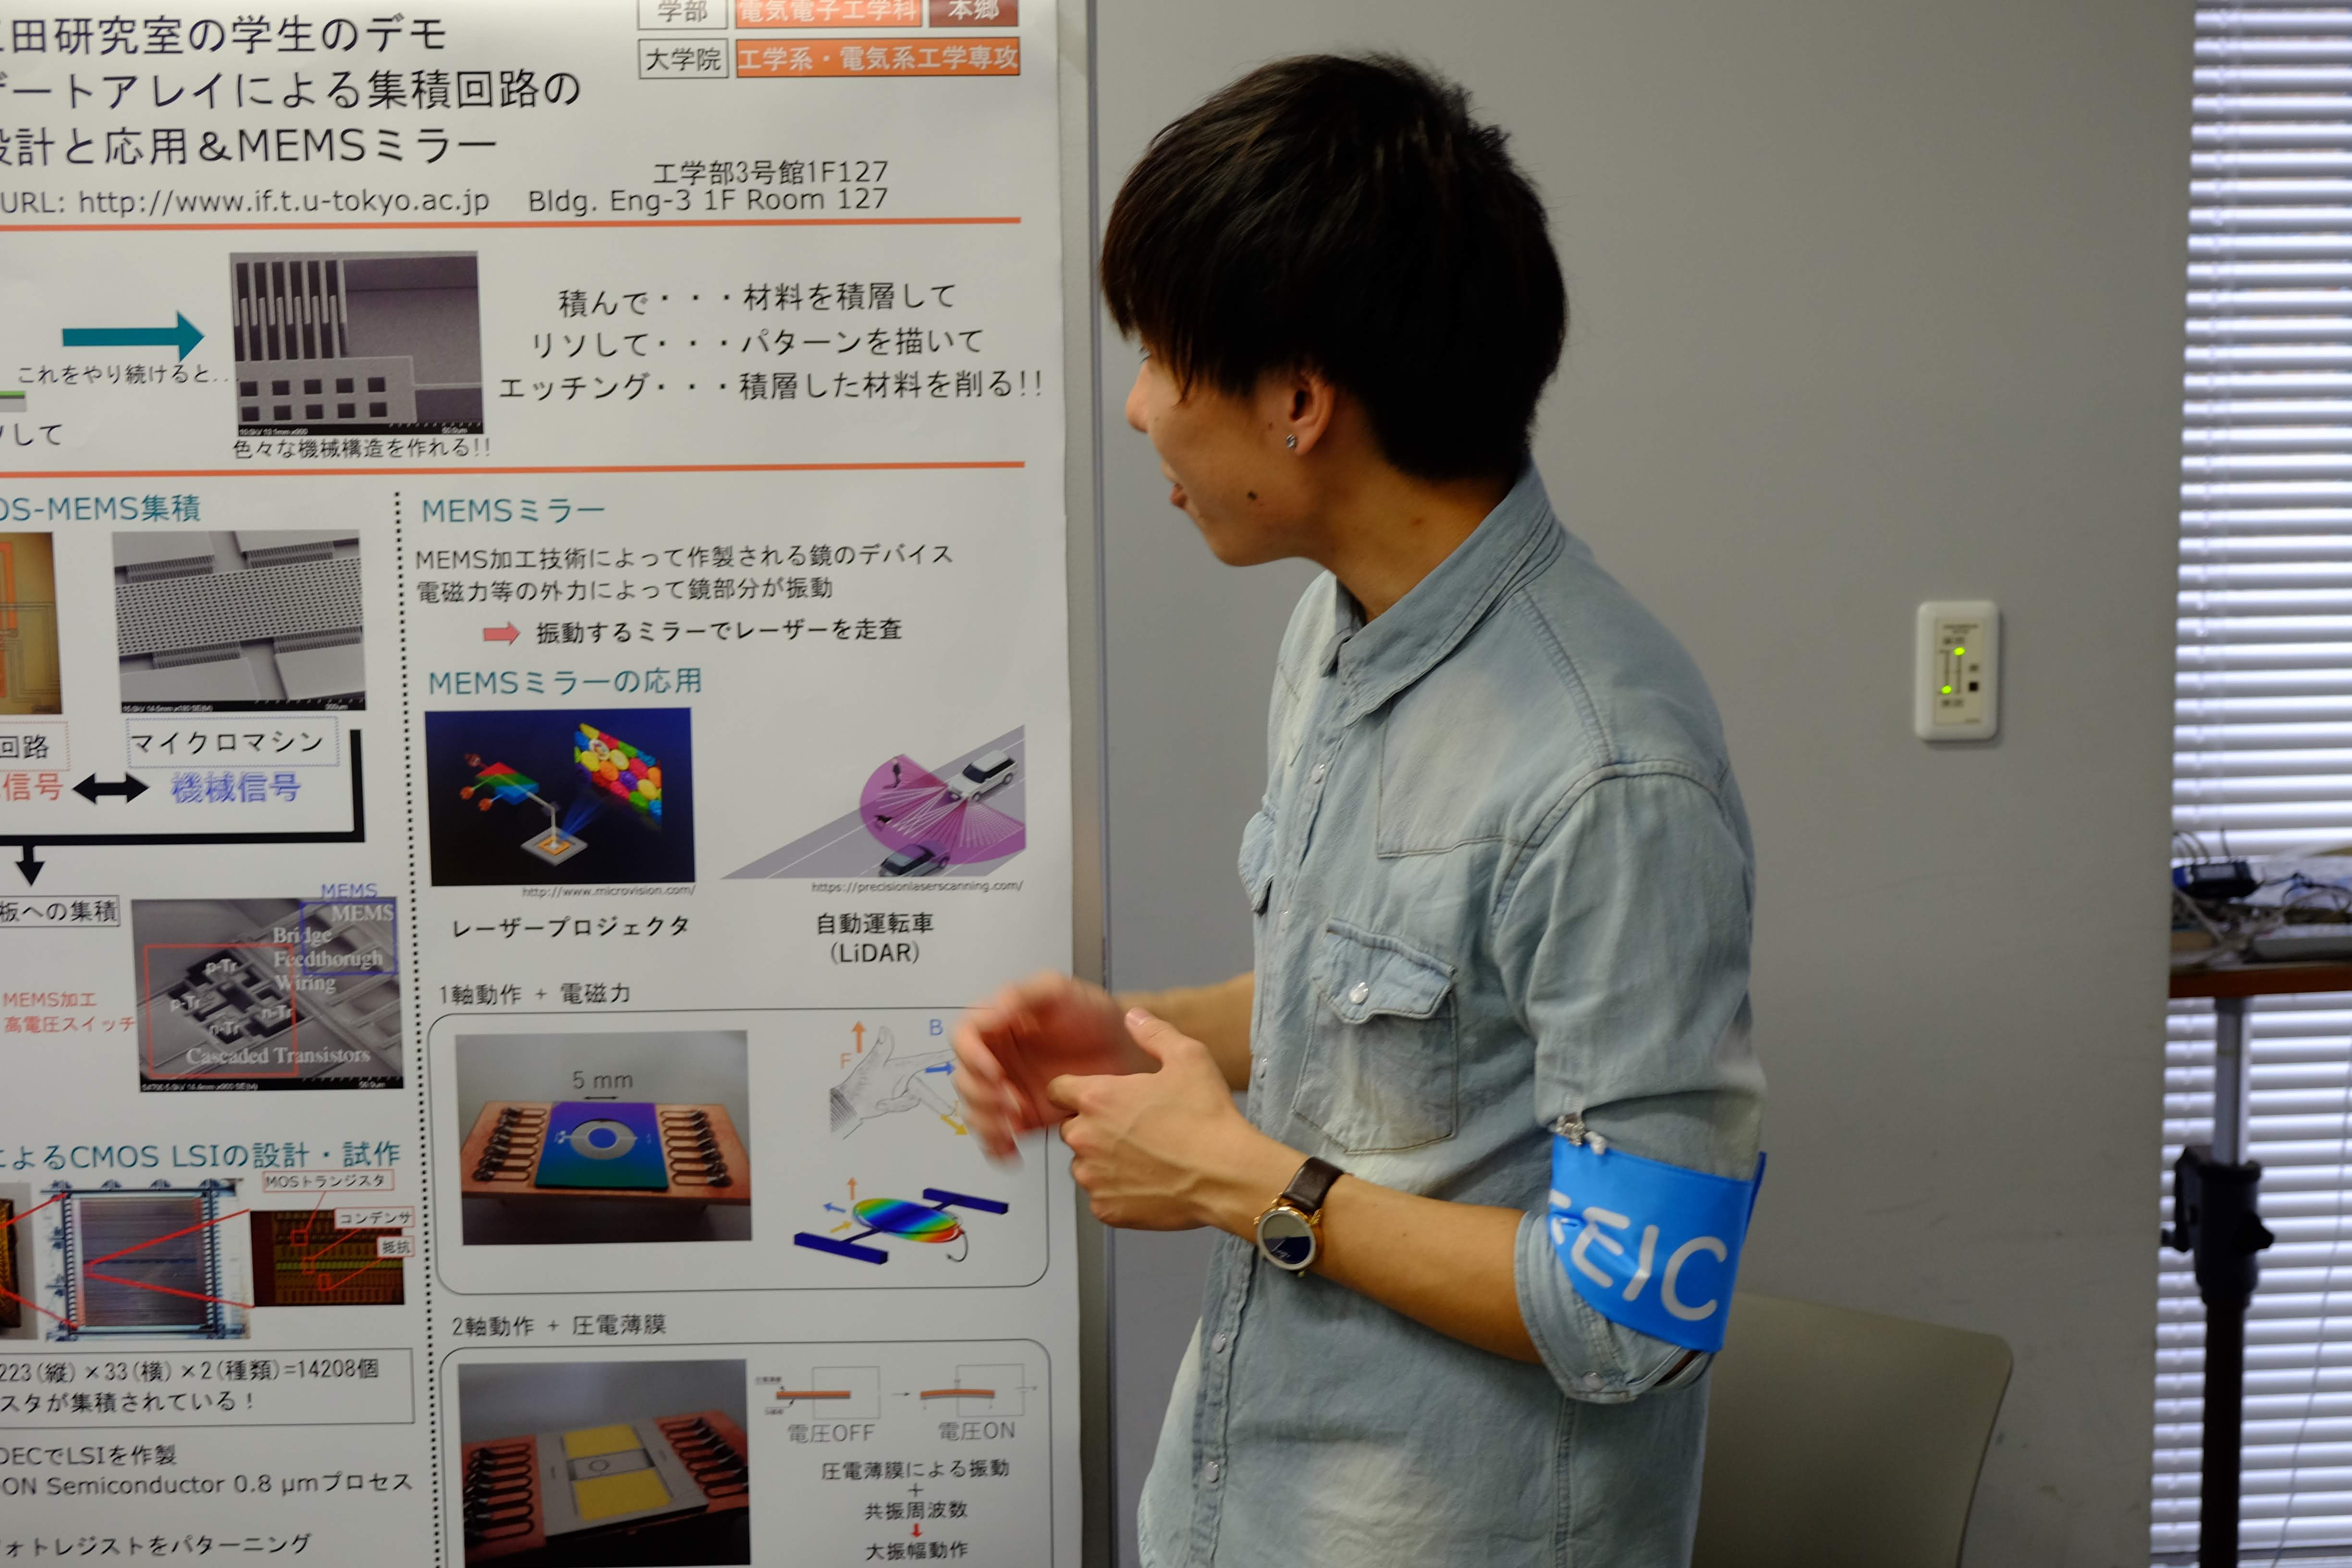 田研究室の学生のデモ
ートアレイによる集積回路の
設計と応用&MEMSミラー
学部 電気電子工学科 本郷
大学院 工学系・電気系工学専攻
工学部3号館1F127
URL: http://www.if.t.u-tokyo.ac.jp Bldg. Eng-3 1F Room 127
これをやり続けると...
して
色々な機械構造を作れる!!
積んで・・・材料を積層して
リソして・・・パターンを描いて
エッチング・・・積層した材料を削る!!
OS-MEMS集積
回路
マイクロマシン
信号
機械信号
板への集積
MEMS
MEMS
Bridge
Feedthorugh
Wiring
p-Tr
p-Tr
n-Tr
n-Tr
Cascaded Transistors
MEMS加工
高電圧スイッチ
によるCMOS LSIの設計・試作
MOSトランジスタ
コンデンサ
抵抗
223(縦)×33(横)×2(種類)=14208個
スタが集積されている!
DECでLSIを作製
ON Semiconductor 0.8 μmプロセス
ォトレジストをパターニング
MEMSミラー
MEMS加工技術によって作製される鏡のデバイス
電磁力等の外力によって鏡部分が振動
振動するミラーでレーザーを走査
MEMSミラーの応用
http://www.microvision.com/
https://precisionlaserscanning.com/
レーザープロジェクタ
自動運転車
(LiDAR)
1軸動作 + 電磁力
5 mm
F
B
2軸動作 + 圧電薄膜
電圧OFF
電圧ON
圧電薄膜による振動
+
共振周波数
大振幅動作
EEIC